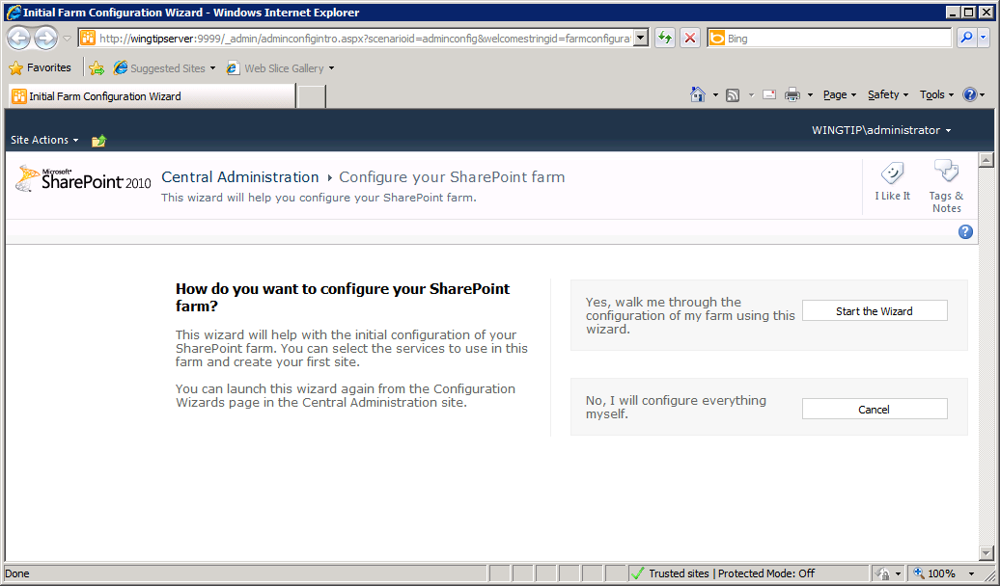 Initial Farm Configuration Wizard - Windows Internet Explorer
http://wingtipserver:9999/_admin/adminconfigintro.aspx?scenarioid=adminconfig&welcomestringid=farmconfigurat
Bing
Favorites
Suggested Sites
Web Slice Gallery
Initial Farm Configuration Wizard
Page
Safety
Tools
WINGTIP\administrator
Site Actions
Microsoft
SharePoint 2010
Central Administration
Configure your SharePoint farm
This wizard will help you configure your SharePoint farm.
I Like It
Tags &
Notes
How do you want to configure your SharePoint
farm?
This wizard will help with the initial configuration of your
SharePoint farm. You can select the services to use in this
farm and create your first site.
You can launch this wizard again from the Configuration
Wizards page in the Central Administration site.
Yes, walk me through the
configuration of my farm using this
wizard.
Start the Wizard
No, I will configure everything
myself.
Cancel
Done
Trusted sites | Protected Mode: Off
100%